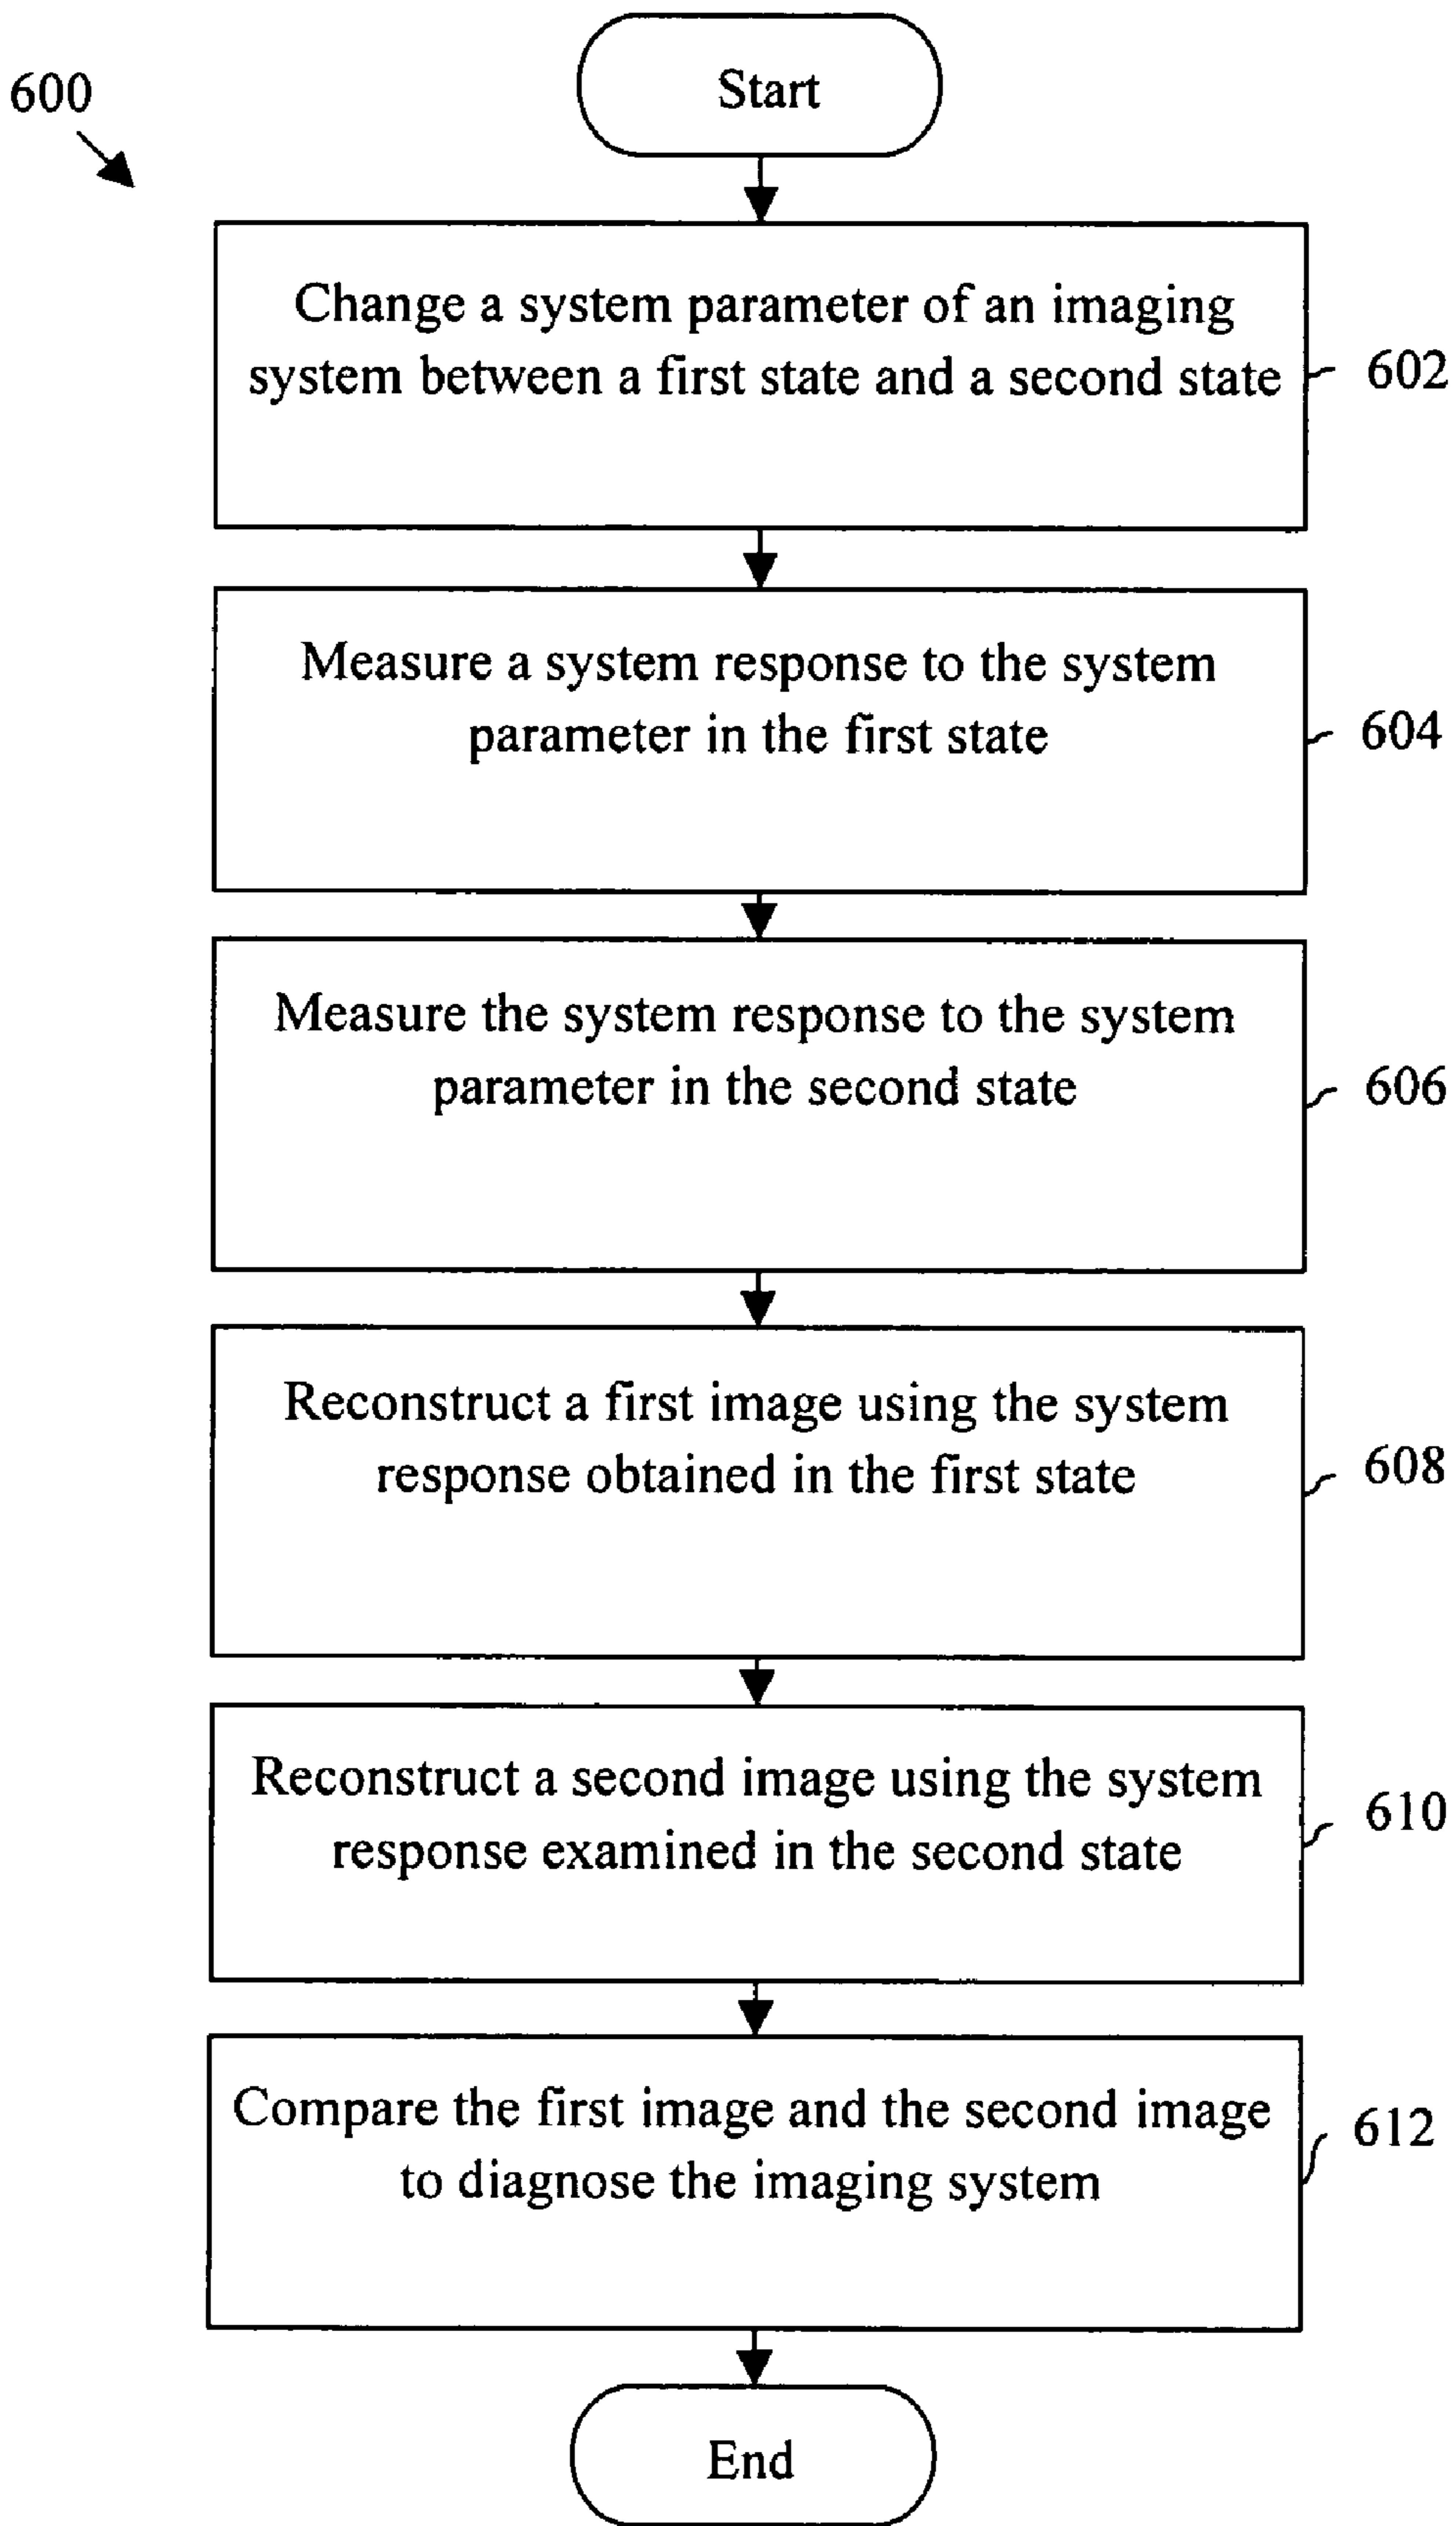 600
Start
Change a system parameter of an imaging
system between a first state and a second state
602
Measure a system response to the system
parameter in the first state
604
Measure the system response to the system
parameter in the second state
606
Reconstruct a first image using the system
response obtained in the first state
608
Reconstruct a second image using the system
response examined in the second state
610
Compare the first image and the second image
to diagnose the imaging system
612
End